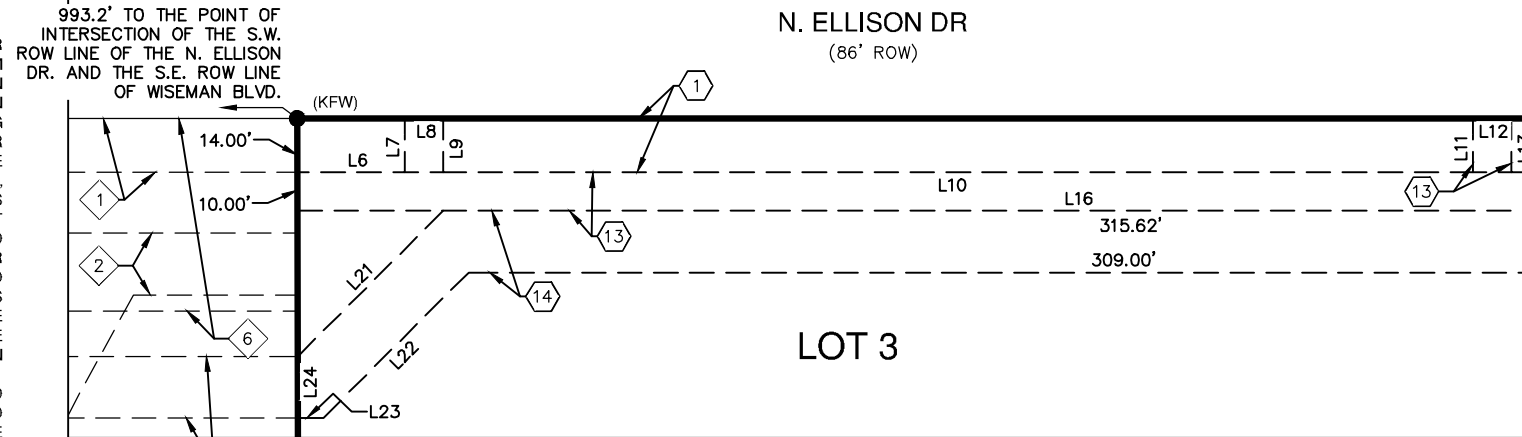 993.2' TO THE POINT OF
INTERSECTION OF THE S.W.
ROW LINE OF THE N. ELLISON
DR. AND THE S.E. ROW LINE
OF WISEMAN BLVD.
N. ELLISON DR
(86' ROW)
(KFW)
1
14.00'
L6
L7
L8
L9
L11
L12
1
10.00'
L10
L16
13
315.62'
13
2
309.00'
L21
14
6
LOT 3
L22
L24
L23